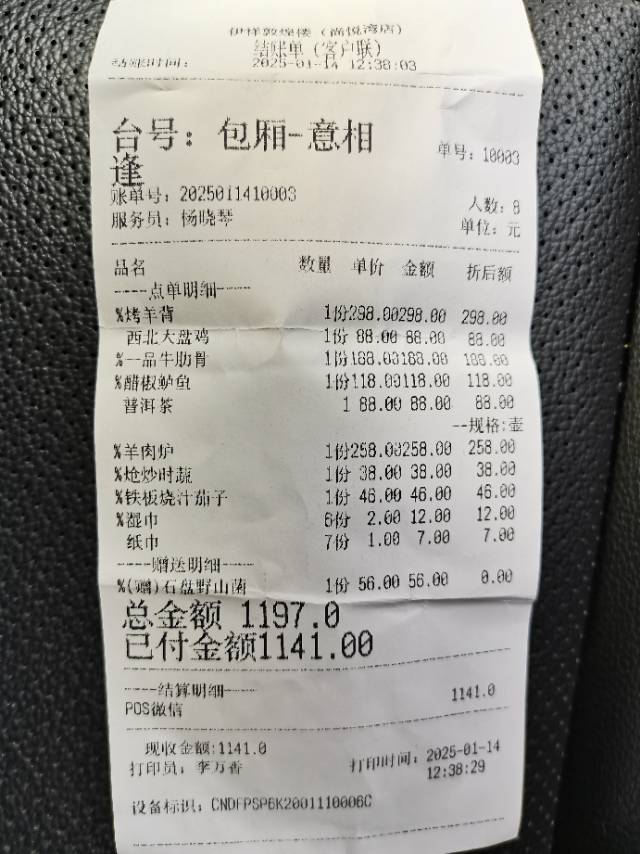 伊祥敦煌楼（尚悦湾店）
结账单（客户联）
结账时间： 2025-01-14 12:38:03
台号：包厢-意相 单号：10003
逢
账单号：2025011410003 人数：8
服务员：杨晓琴 单位：元
品名 数量 单价 金额 折后额
----点单明细----
%烤羊背 1份298.00298.00 298.00
西北大盘鸡 1份 88.00 88.00 88.00
%一品牛肋骨 1份188.00188.00 188.00
%醋椒鲈鱼 1份118.00118.00 118.00
普洱茶 1 88.00 88.00 88.00
--规格:壶
%羊肉炉 1份258.00258.00 258.00
%炝炒时蔬 1份 38.00 38.00 38.00
%铁板烧汁茄子 1份 46.00 46.00 46.00
%湿巾 6份 2.00 12.00 12.00
纸巾 7份 1.00 7.00 7.00
----赠送明细----
%(赠)石盘野山菌 1份 56.00 56.00 0.00
总金额 1197.0
已付金额1141.00
----结算明细----
POS微信 1141.0
现收金额:1141.0
打印员：李万香 打印时间：2025-01-14
12:38:29
设备标识：CNDFPSP6K2001110006C